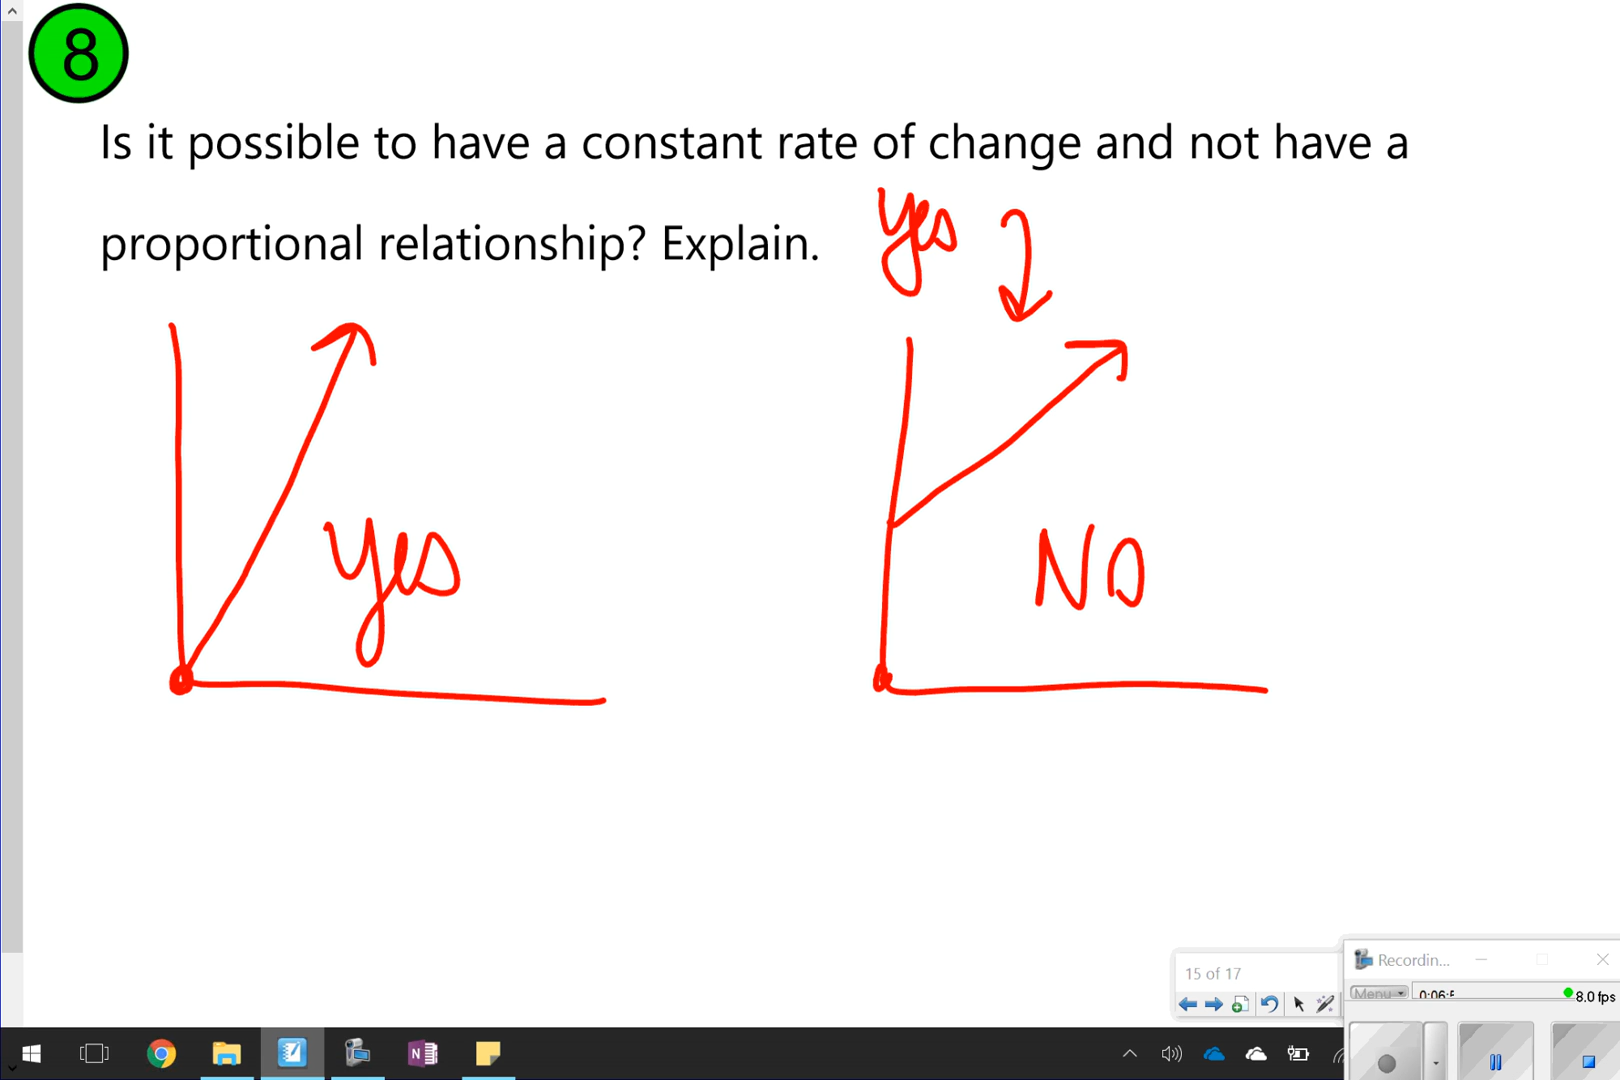 8
Is it possible to have a constant rate of change and not have a
proportional relationship? Explain.
yes
yes
NO
15 of 17
Recordin...
Menu
8.0 fps
N